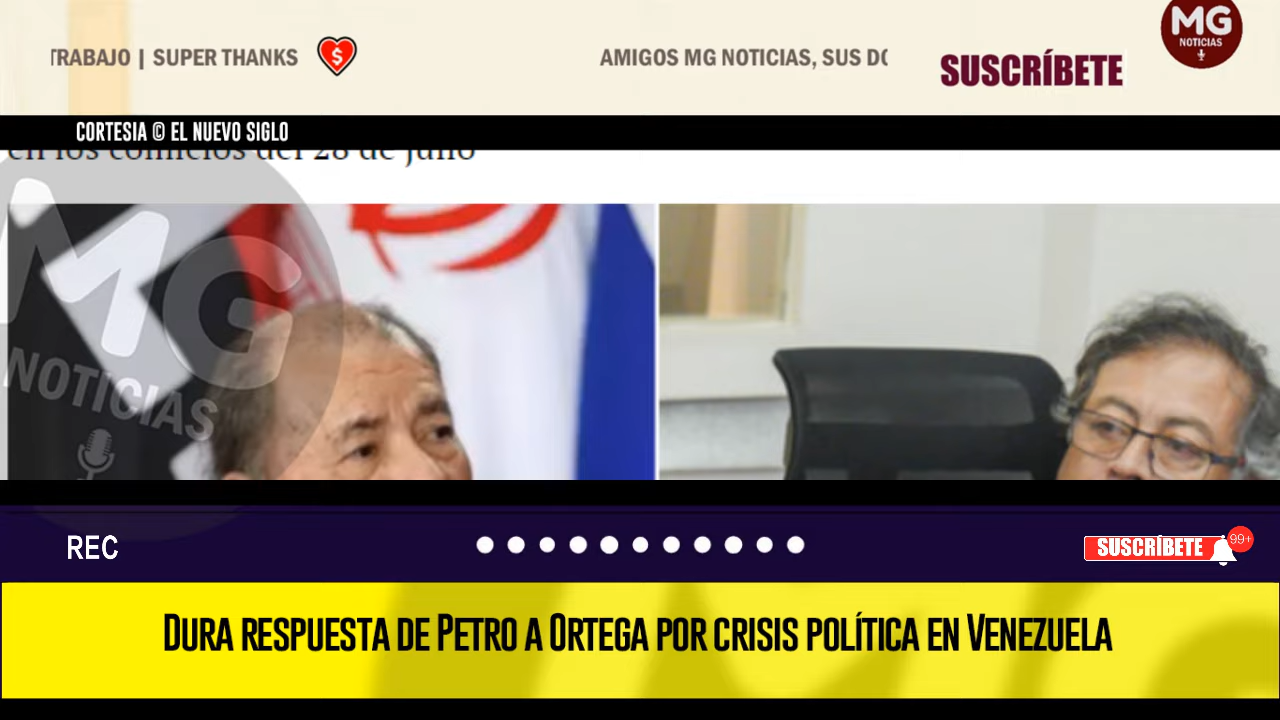 TRABAJO | SUPER THANKS
$
AMIGOS MG NOTICIAS, SUS DO
SUSCRÍBETE
MG
NOTICIAS
CORTESIA © EL NUEVO SIGLO
en los comicios del 28 de julio
MG
NOTICIAS
REC
SUSCRÍBETE
99+
DURA RESPUESTA DE PETRO A ORTEGA POR CRISIS POLÍTICA EN VENEZUELA